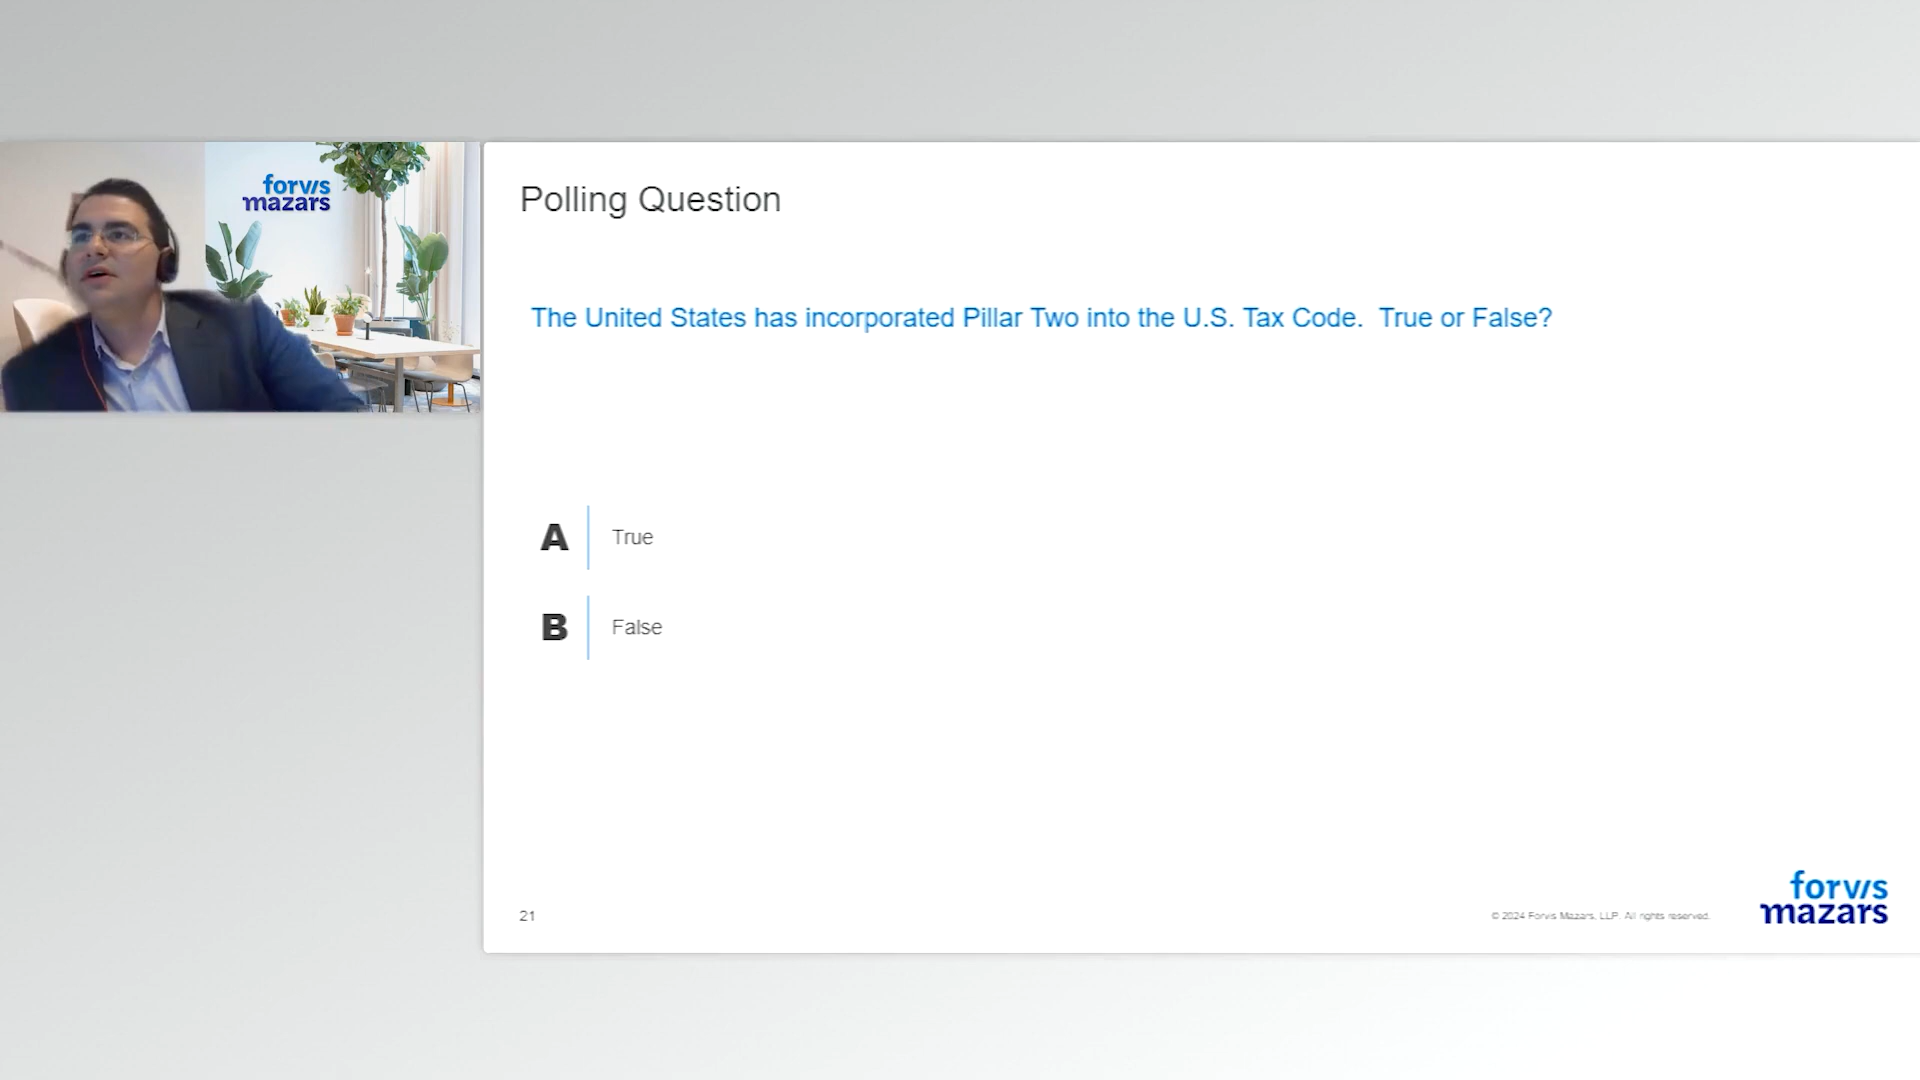 forvis
mazars
Polling Question
The United States has incorporated Pillar Two into the U.S. Tax Code.  True or False?
A
True
B
False
21
© 2024 Forvis Mazars, LLP. All rights reserved.
forvis
mazars